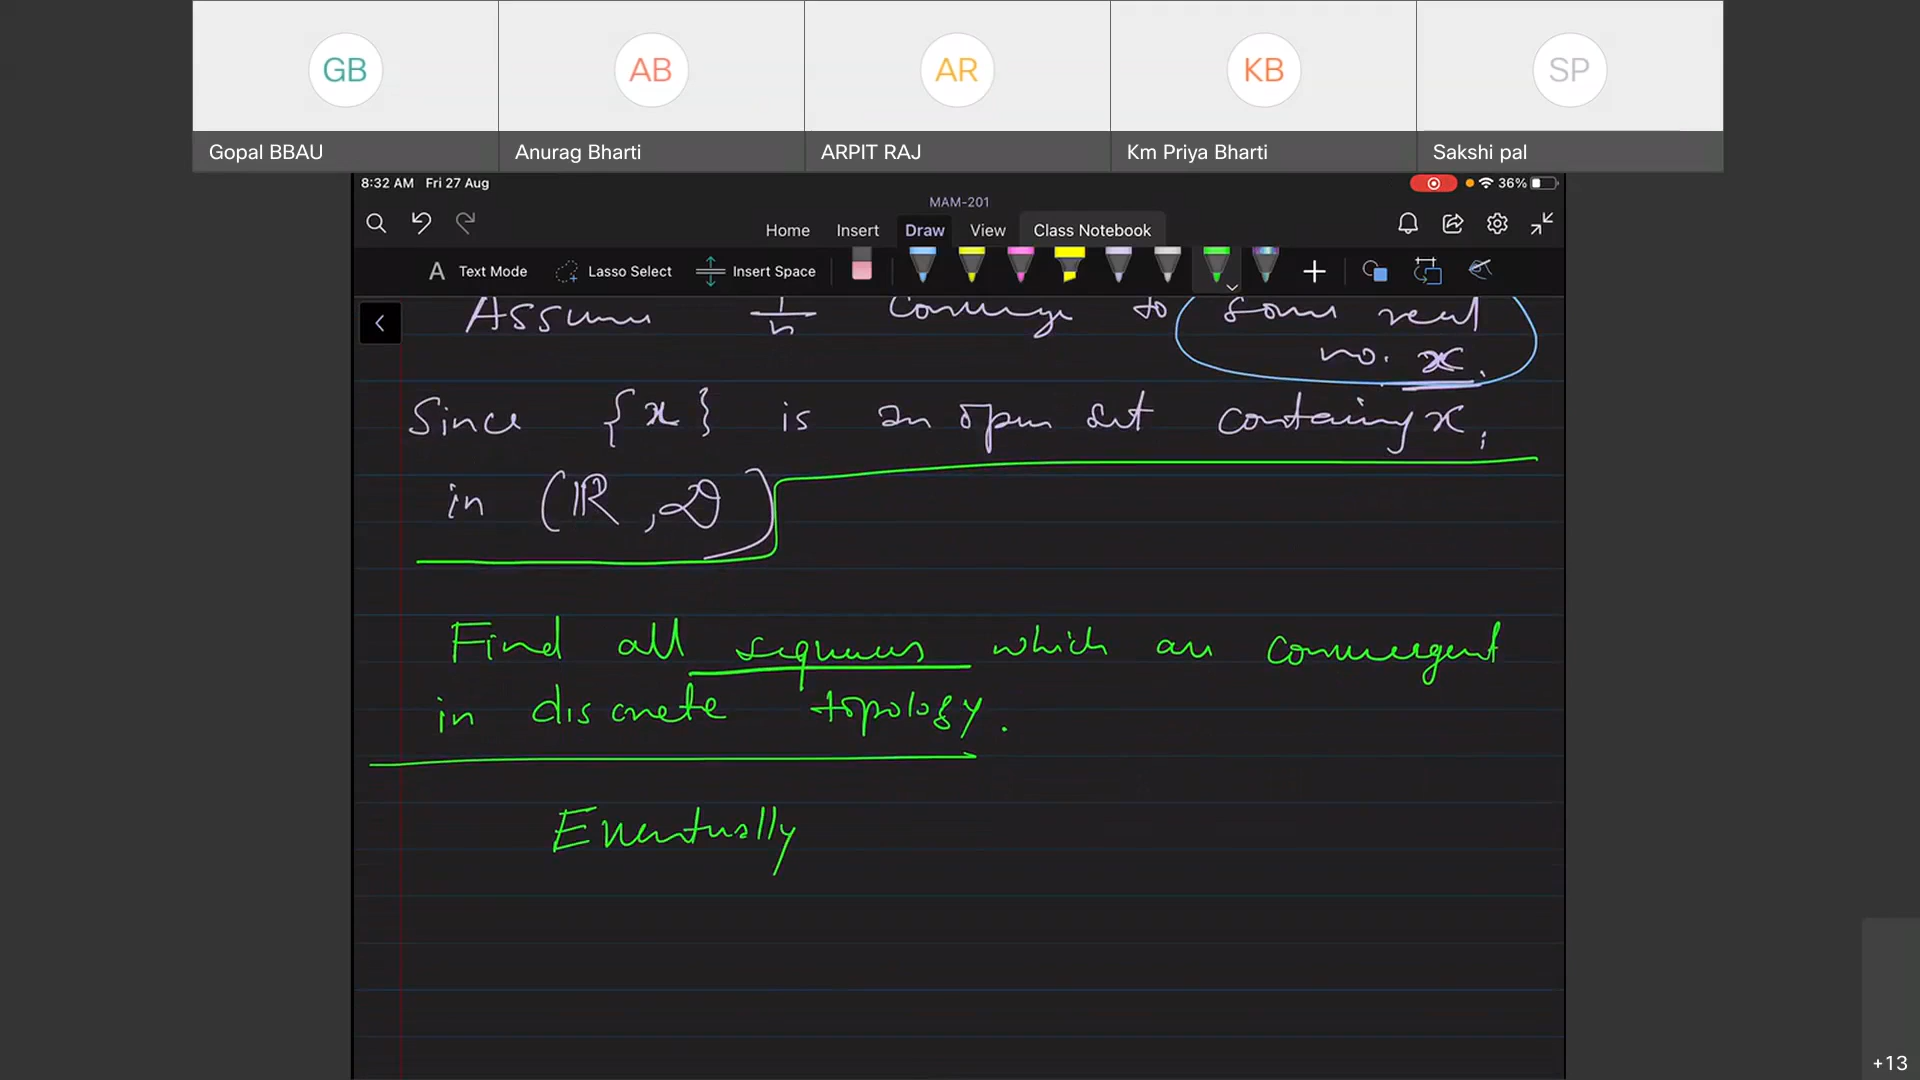 GB AB AR KB SP
Gopal BBAU Anurag Bharti ARPIT RAJ Km Priya Bharti Sakshi pal
8:32 AM Fri 27 Aug 36%
MAM-201
Home Insert Draw View Class Notebook
A Text Mode Lasso Select Insert Space
Assume 1/n converge to some real
no. x.
Since {x} is an open set containing x,
in (ℝ, D)
Find all sequences which are convergent
in discrete topology.
Eventually
+13